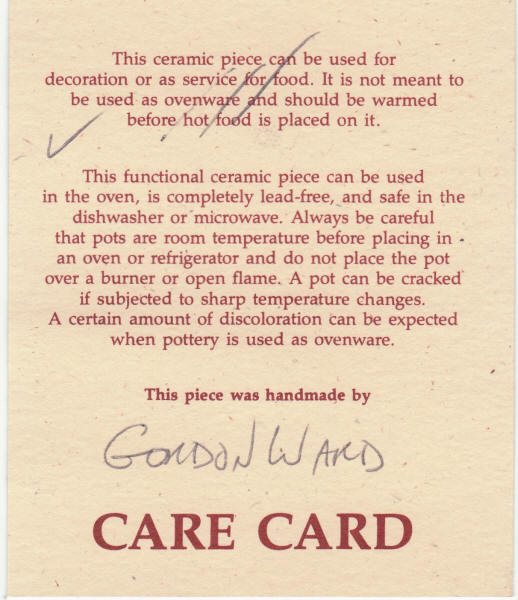 This ceramic piece can be used for
decoration or as service for food. It is not meant to
be used as ovenware and should be warmed
before hot food is placed on it.
This functional ceramic piece can be used
in the oven, is completely lead-free, and safe in the
dishwasher or microwave. Always be careful
that pots are room temperature before placing in
an oven or refrigerator and do not place the pot
over a burner or open flame. A pot can be cracked
if subjected to sharp temperature changes.
A certain amount of discoloration can be expected
when pottery is used as ovenware.
This piece was handmade by
GORDON WARD
CARE CARD